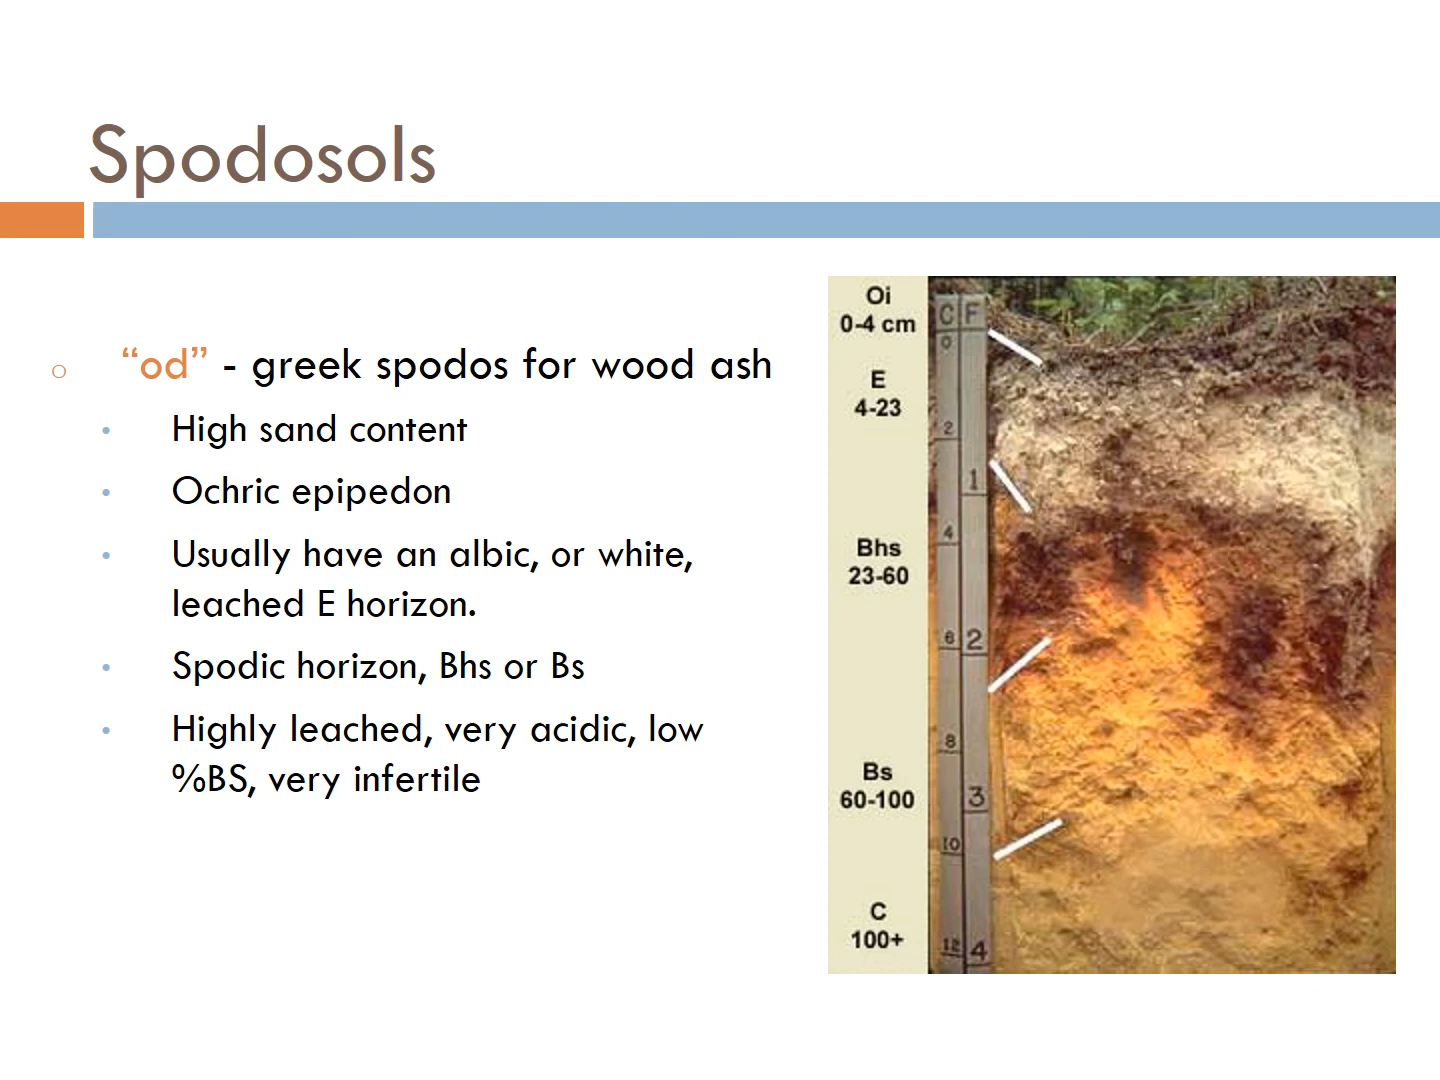 Spodosols
“od” - greek spodos for wood ash
High sand content
Ochric epipedon
Usually have an albic, or white,
leached E horizon.
Spodic horizon, Bhs or Bs
Highly leached, very acidic, low
%BS, very infertile
Oi
0-4 cm
E
4-23
Bhs
23-60
Bs
60-100
C
100+
C F
0
2
1
4
6
2
8
3
10
12
4